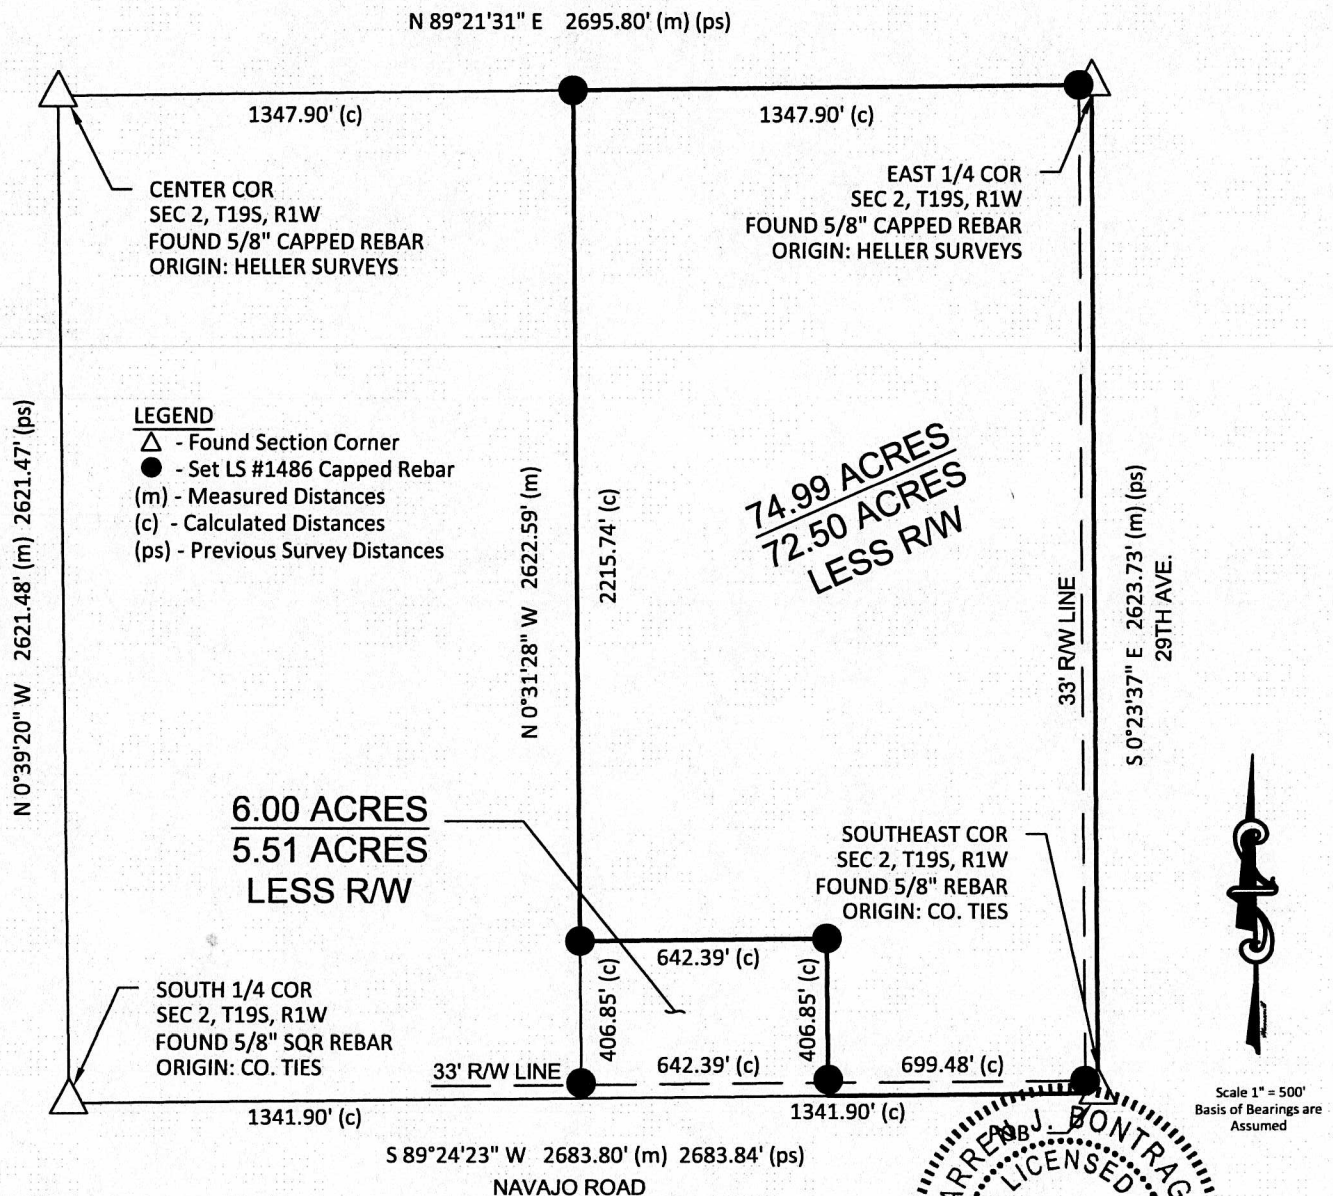 N 89°21'31" E 2695.80' (m) (ps)
1347.90' (c)
1347.90' (c)
CENTER COR
SEC 2, T19S, R1W
FOUND 5/8" CAPPED REBAR
ORIGIN: HELLER SURVEYS
EAST 1/4 COR
SEC 2, T19S, R1W
FOUND 5/8" CAPPED REBAR
ORIGIN: HELLER SURVEYS
LEGEND
- Found Section Corner
- Set LS #1486 Capped Rebar
(m) - Measured Distances
(c) - Calculated Distances
(ps) - Previous Survey Distances
N 0°39'20" W 2621.48' (m) 2621.47' (ps)
N 0°31'28" W 2622.59' (m)
2215.74' (c)
74.99 ACRES
72.50 ACRES
LESS R/W
33' R/W LINE
S 0°23'37" E 2623.73' (m) (ps)
29TH AVE.
6.00 ACRES
5.51 ACRES
LESS R/W
SOUTHEAST COR
SEC 2, T19S, R1W
FOUND 5/8" REBAR
ORIGIN: CO. TIES
642.39' (c)
406.85' (c)
406.85' (c)
SOUTH 1/4 COR
SEC 2, T19S, R1W
FOUND 5/8" SQR REBAR
ORIGIN: CO. TIES
33' R/W LINE
642.39' (c)
699.48' (c)
1341.90' (c)
1341.90' (c)
S 89°24'23" W 2683.80' (m) 2683.84' (ps)
NAVAJO ROAD
Scale 1" = 500'
Basis of Bearings are
Assumed
ARREN J. BONTRAG
LICENSED